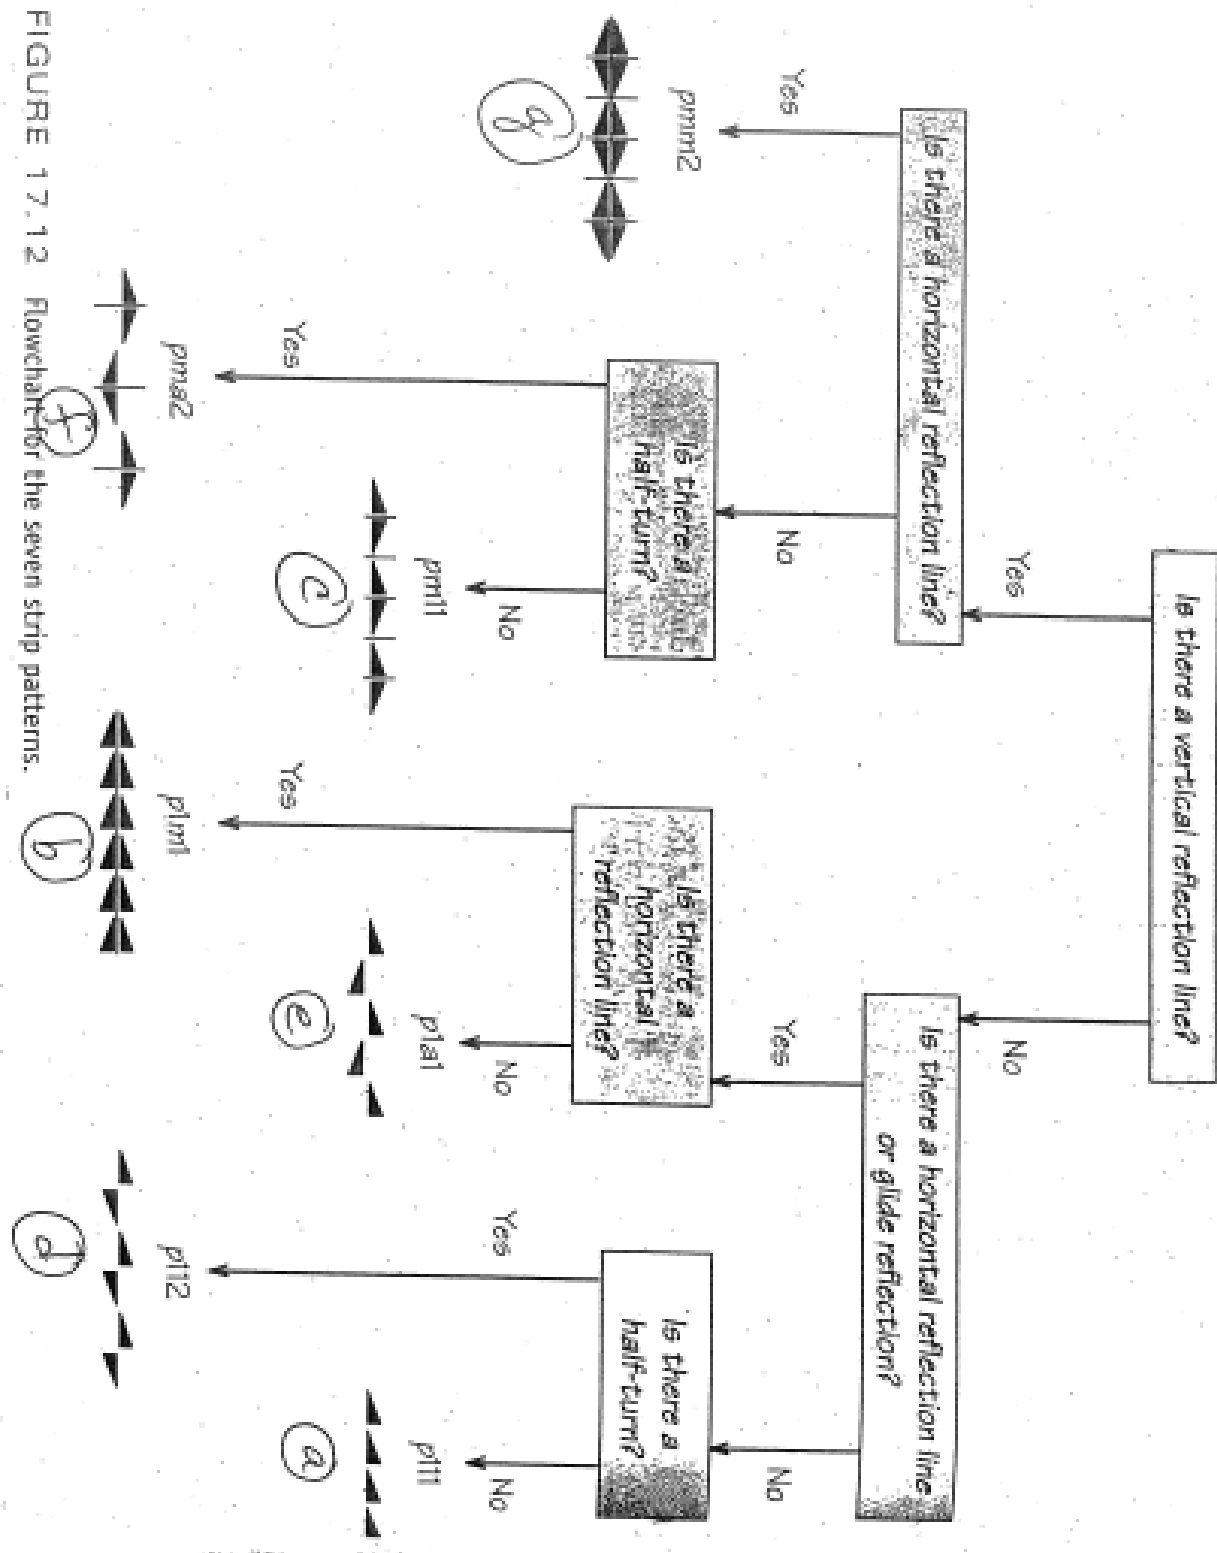 Is there a vertical reflection line?
Yes
No
Is there a horizontal reflection line?
Is there a horizontal reflection line
or glide reflection?
Yes
No
Yes
No
Is there a
half-turn?
Is there a
horizontal
reflection line?
Is there a
half-turn?
pmm2
g
Yes
No
Yes
No
Yes
No
pma2
f
pm11
c
p1m1
b
p1a1
e
p112
d
p111
a
FIGURE 17.12 Flowchart for the seven strip patterns.